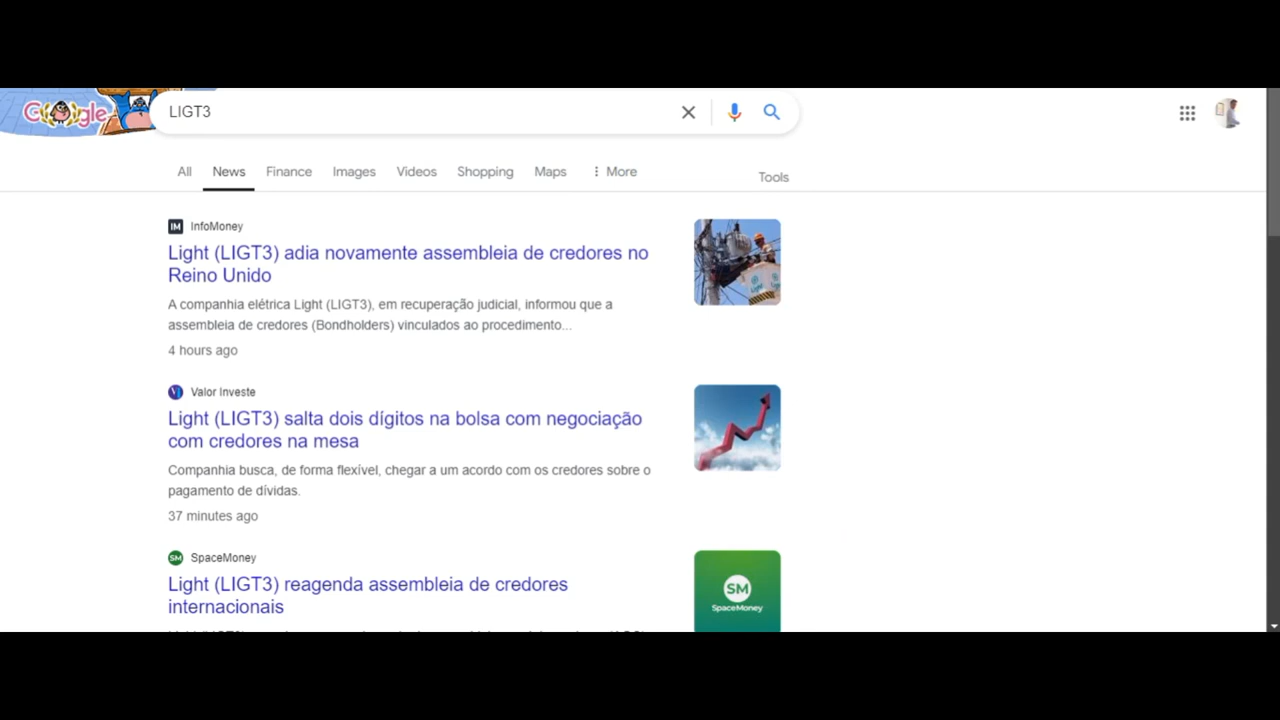 Google
LIGT3
All News Finance Images Videos Shopping Maps More
Tools
IM InfoMoney
Light (LIGT3) adia novamente assembleia de credores no
Reino Unido
A companhia elétrica Light (LIGT3), em recuperação judicial, informou que a
assembleia de credores (Bondholders) vinculados ao procedimento...
4 hours ago
Valor Investe
Light (LIGT3) salta dois dígitos na bolsa com negociação
com credores na mesa
Companhia busca, de forma flexível, chegar a um acordo com os credores sobre o
pagamento de dívidas.
37 minutes ago
SM SpaceMoney
Light (LIGT3) reagenda assembleia de credores
internacionais
SM
SpaceMoney